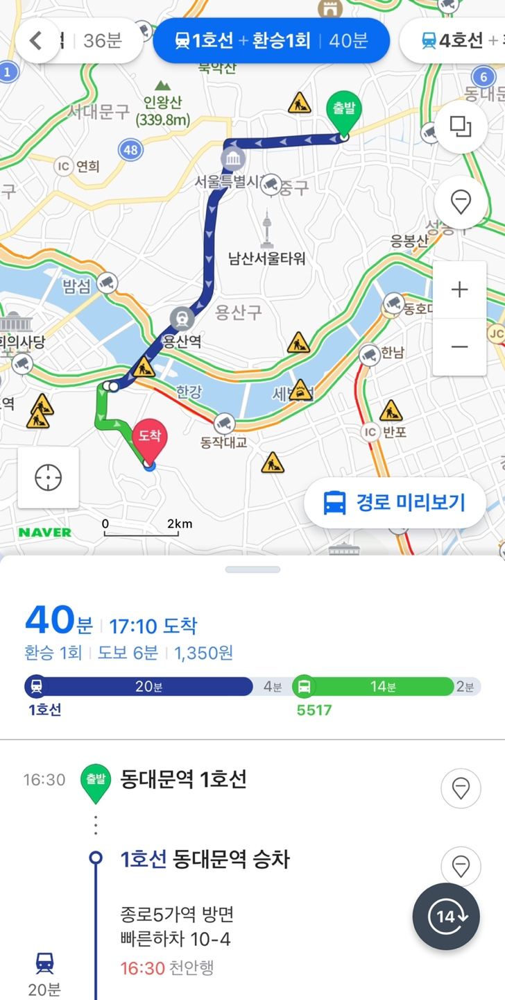 36분
1호선 + 환승1회 | 40분
4호선 +
북악산
1
6
인왕산
(339.8m)
서대문구
출발
48
IC 연희
구
서울특별시
중구
남산서울타워
응봉산
밤섬
용산구
회의사당
용산역
동호대
JC
한남
한강
역
도착
동작대교
IC 반포
경로 미리보기
NAVER
0 2km
40분 | 17:10 도착
환승 1회 | 도보 6분 | 1,350원
20분 4분 14분 2분
1호선 5517
16:30 출발 동대문역 1호선
1호선 동대문역 승차
종로5가역 방면
빠른하차 10-4
14
16:30 천안행
20분